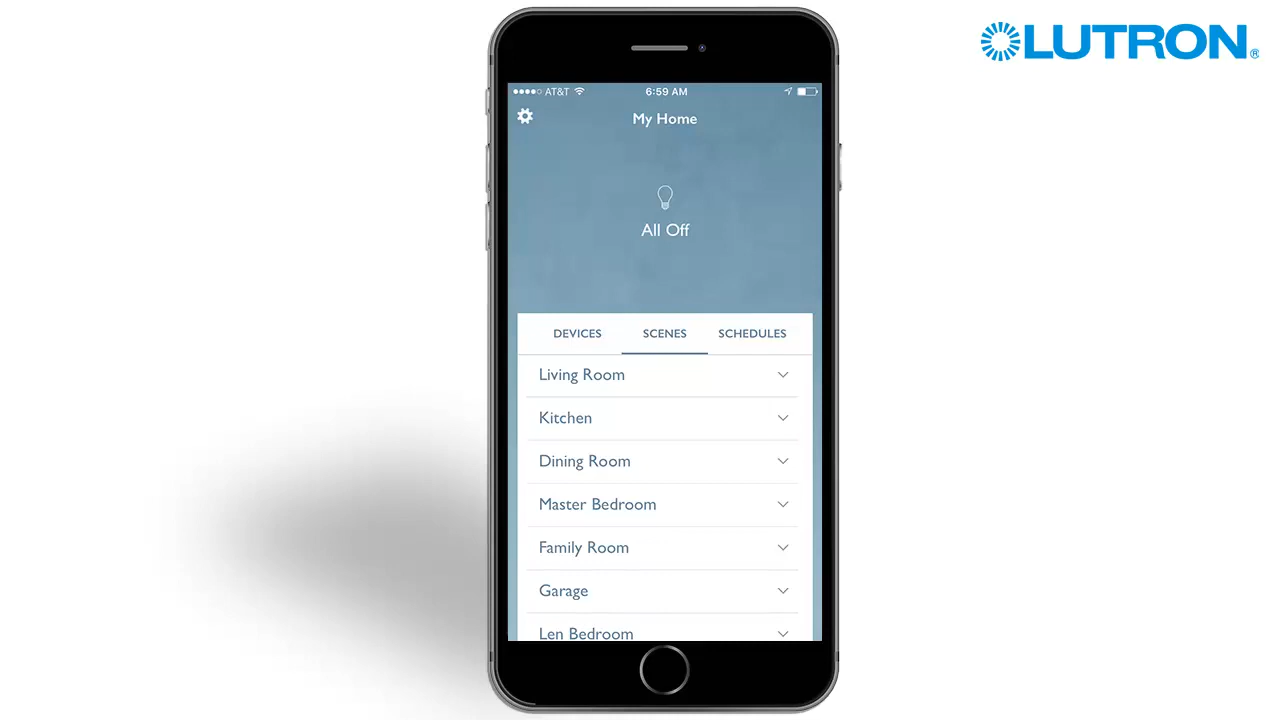 LUTRON®
AT&T 6:59 AM
My Home
All Off
DEVICES SCENES SCHEDULES
Living Room
Kitchen
Dining Room
Master Bedroom
Family Room
Garage
Len Bedroom